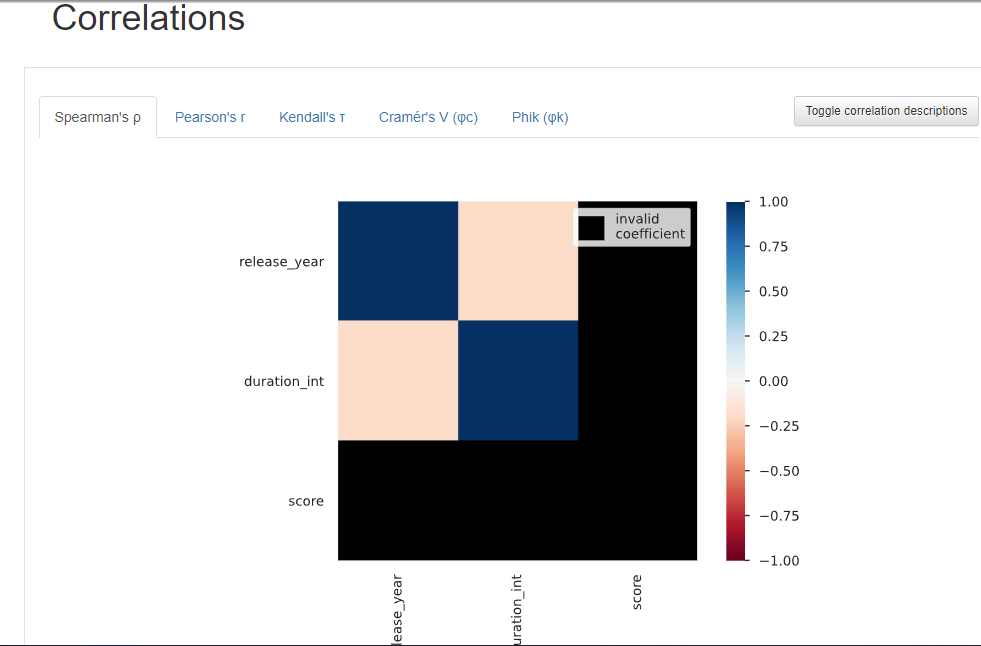 Correlations
Spearman's ρ
Pearson's r
Kendall's τ
Cramér's V (φc)
Phik (φk)
Toggle correlation descriptions
invalid
coefficient
release_year
duration_int
score
1.00
0.75
0.50
0.25
0.00
−0.25
−0.50
−0.75
−1.00
lease_year
uration_int
score